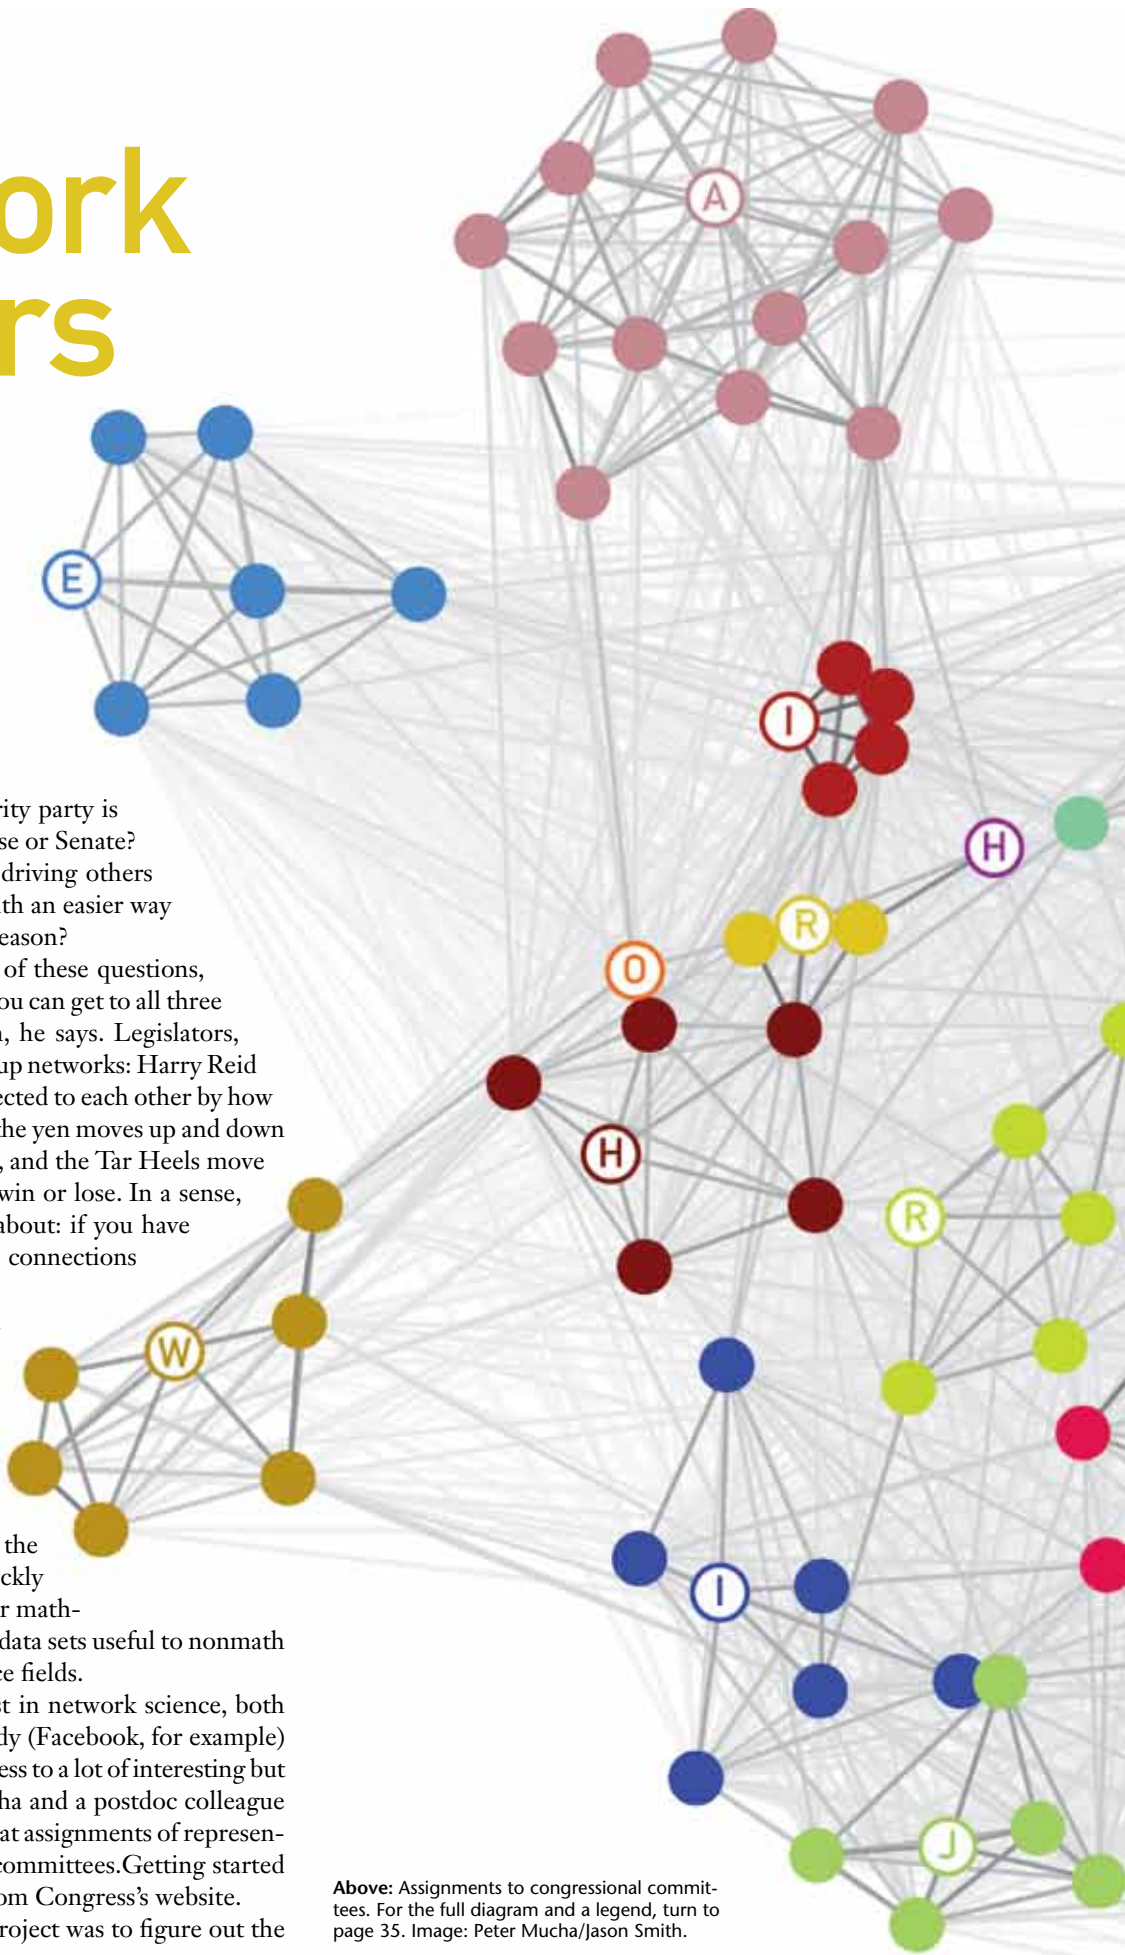 ork
rs
A
E
I
H
R
O
H
R
W
I
J
rity party is
se or Senate?
driving others
ith an easier way
eason?
of these questions,
ou can get to all three
n, he says. Legislators,
up networks: Harry Reid
ected to each other by how
the yen moves up and down
, and the Tar Heels move
win or lose. In a sense,
about: if you have
connections
the
ckly
r math-
data sets useful to nonmath
ce fields.
st in network science, both
dy (Facebook, for example)
ess to a lot of interesting but
ha and a postdoc colleague
at assignments of represen-
committees.Getting started
om Congress's website.
roject was to figure out the
Above: Assignments to congressional commit-
tees. For the full diagram and a legend, turn to
page 35. Image: Peter Mucha/Jason Smith.